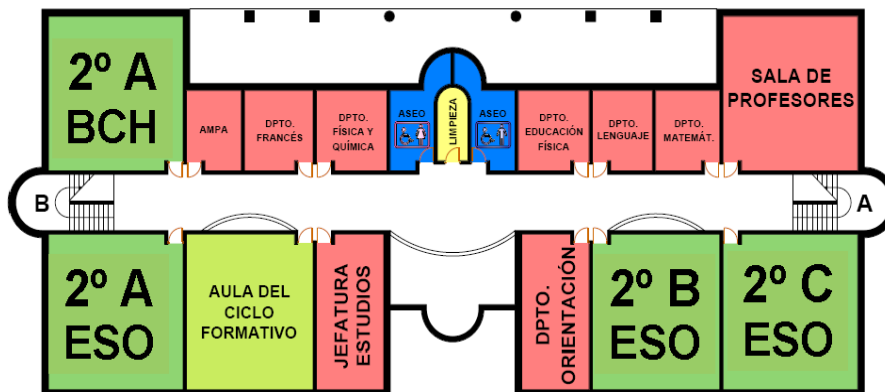 2º A
BCH
AMPA
DPTO.
FRANCÉS
DPTO.
FÍSICA Y
QUÍMICA
ASEO
LIMPIEZA
ASEO
DPTO.
EDUCACIÓN
FÍSICA
DPTO.
LENGUAJE
DPTO.
MATEMÁT.
SALA DE
PROFESORES
B
A
2º A
ESO
AULA DEL
CICLO
FORMATIVO
JEFATURA
ESTUDIOS
DPTO.
ORIENTACIÓN
2º B
ESO
2º C
ESO